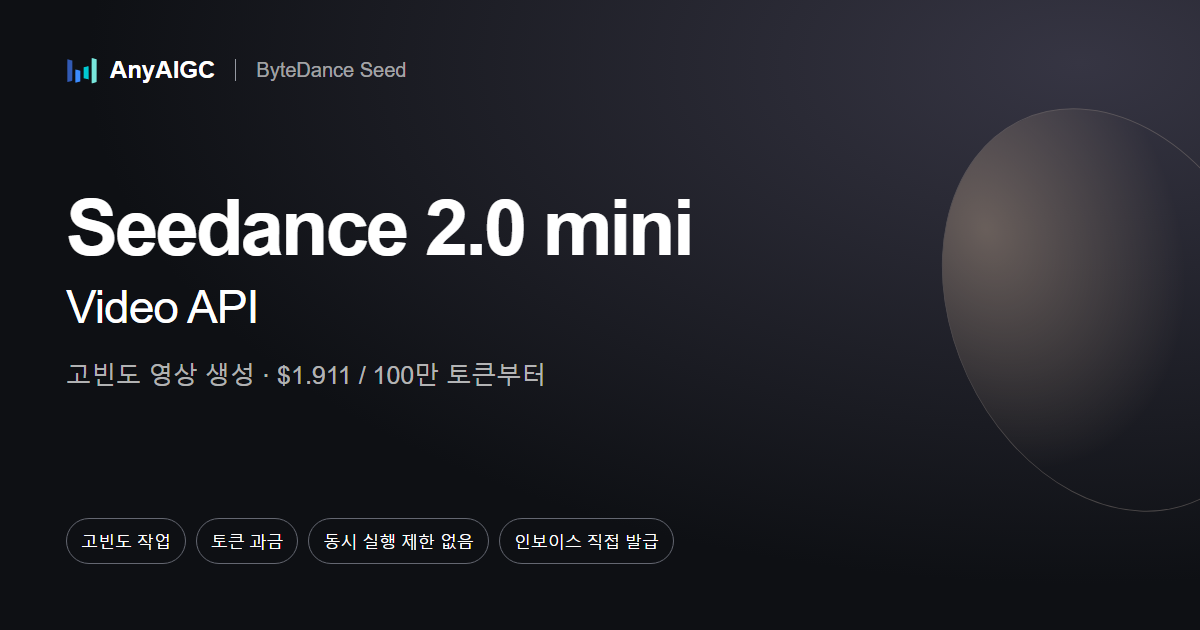 AnyAIGC | ByteDance Seed
Seedance 2.0 mini
Video API
고빈도 영상 생성 · $1.911 / 100만 토큰부터
고빈도 작업 토큰 과금 동시 실행 제한 없음 인보이스 직접 발급